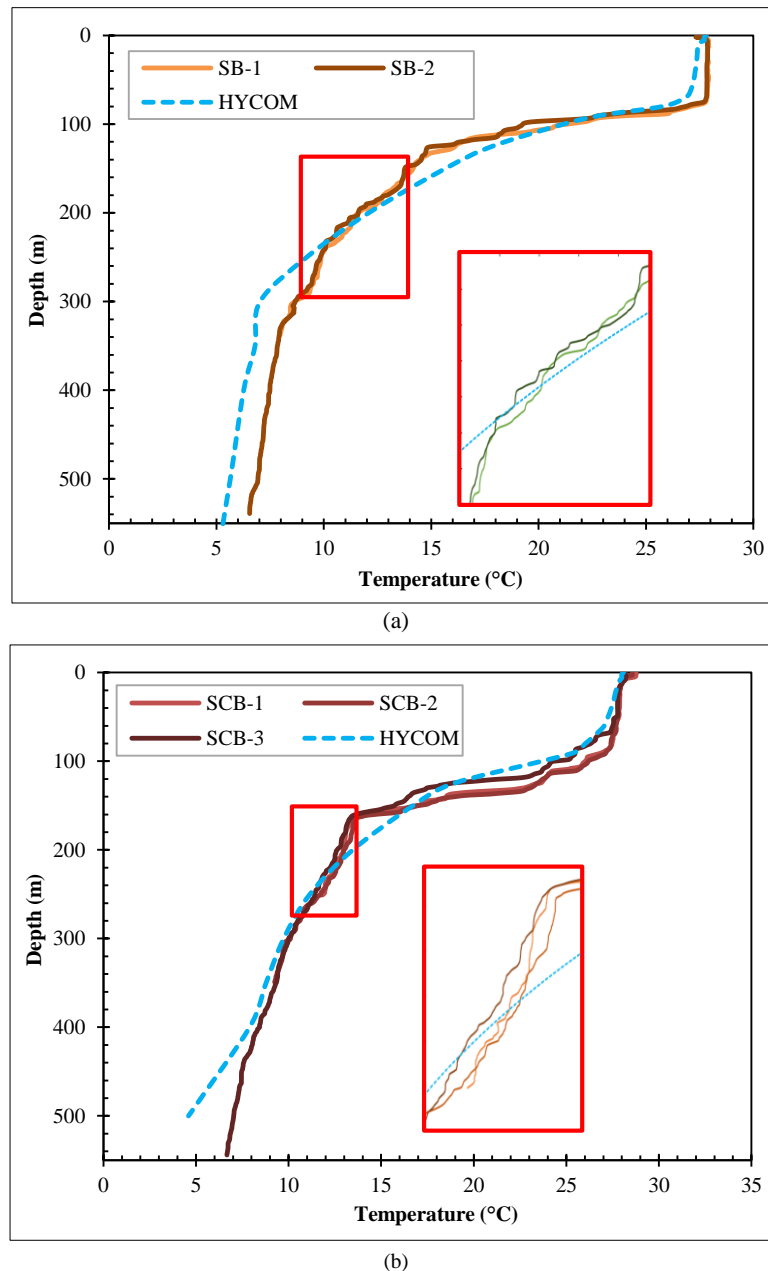 0
SB-1 SB-2
HYCOM
100
200
300
400
500
Depth (m)
0 5 10 15 20 25 30
Temperature (°C)
(a)
0
SCB-1 SCB-2
SCB-3 HYCOM
100
200
300
400
500
Depth (m)
0 5 10 15 20 25 30 35
Temperature (°C)
(b)